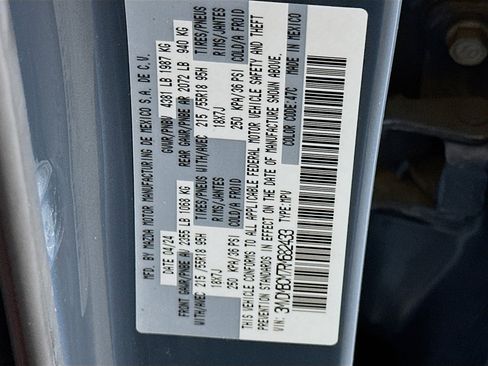 MFD BY MAZDA MOTOR MANUFACTURING DE MEXICO S.A. DE C.V.
DATE 04/24 GVWR/PNBV 4381 LB 1987 KG
FRONT GAWR/PNBE AV 2355 LB 1068 KG REAR GAWR/PNBE AR 2072 LB 940 KG
WITH/AVEC 215/55R18 95H TIRES/PNEUS WITH/AVEC 215/55R18 95H TIRES/PNEUS
18X7J RIMS/JANTES 18X7J RIMS/JANTES
250 KPA/36 PSI COLD/A FROID 250 KPA/36 PSI COLD/A FROID
THIS VEHICLE CONFORMS TO ALL APPLICABLE FEDERAL MOTOR VEHICLE SAFETY AND THEFT
PREVENTION STANDARDS IN EFFECT ON THE DATE OF MANUFACTURE SHOWN ABOVE.
VIN: TYPE: MPV COLOR CODE: 47C MADE IN MEXICO